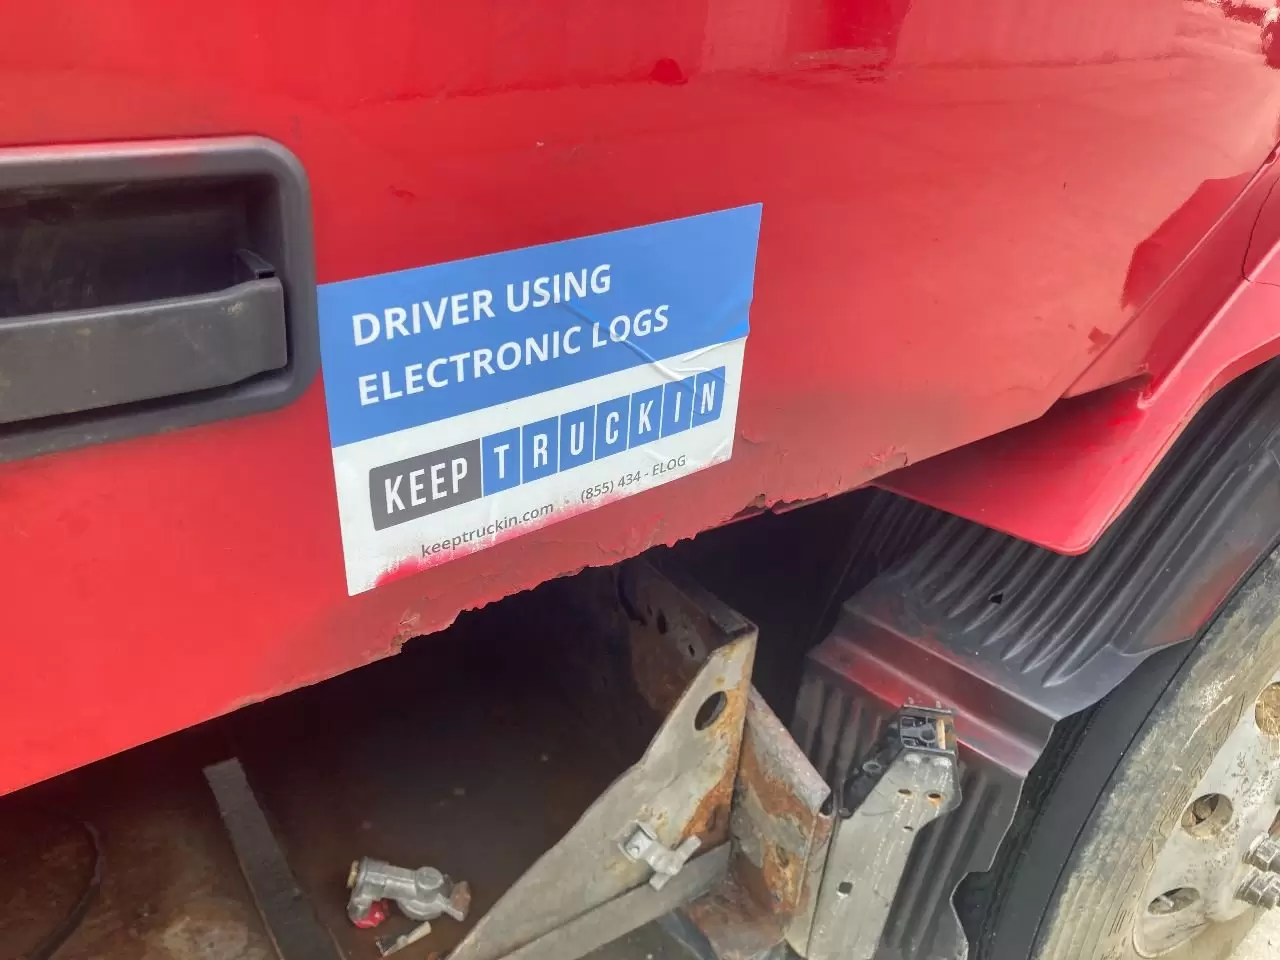 DRIVER USING
ELECTRONIC LOGS
KEEP TRUCKIN
keeptruckin.com (855) 434 - ELOG